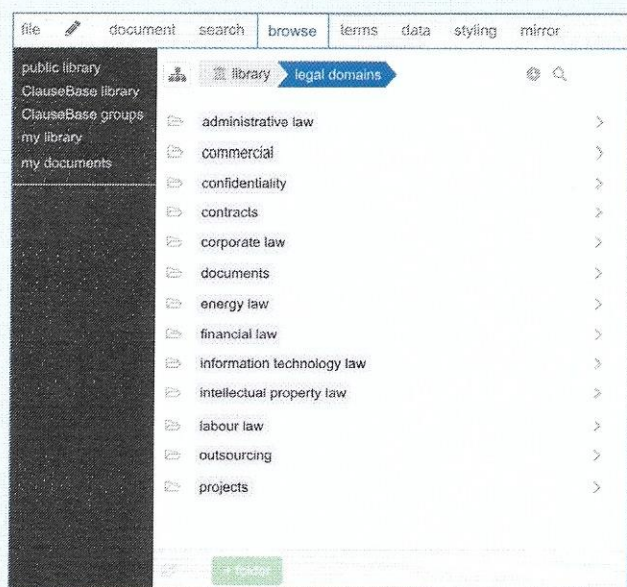 file document search browse terms data styling mirror
public library
ClauseBase library
ClauseBase groups
my library
my documents
library legal domains
administrative law
commercial
confidentiality
contracts
corporate law
documents
energy law
financial law
information technology law
intellectual property law
labour law
outsourcing
projects
+ folder